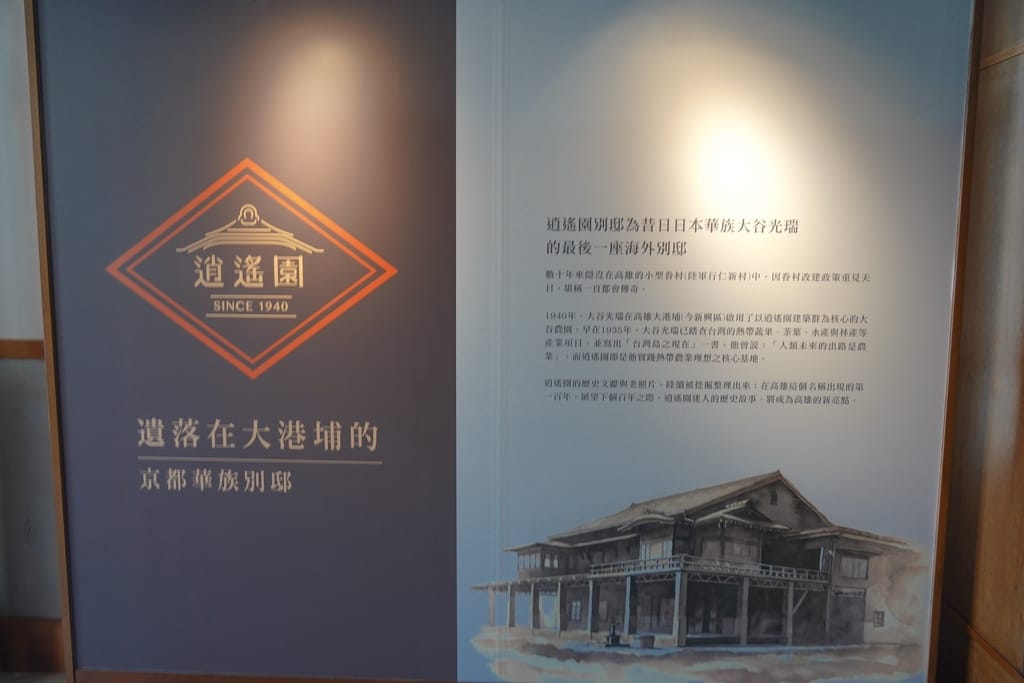 逍遙園
SINCE 1940
遺落在大港埔的
京都華族別邸
逍遙園別邸為昔日日本華族大谷光瑞
的最後一座海外別邸
數十年來隱沒在高雄的小型眷村(陸軍行仁新村)中，因眷村改建政策重見天
日，堪稱一頁都會傳奇。
1940年，大谷光瑞在高雄大港埔(今新興區)啟用了以逍遙園建築群為核心的大
谷農園，早在1935年，大谷光瑞已踏查台灣的熱帶蔬果、茶葉、水產與林產等
產業項目，並寫出「台灣島之現在」一書。他曾說：「人類未來的出路是農
業」，而逍遙園即是他實踐熱帶農業理想之核心基地。
逍遙園的歷史文獻與老照片，陸續被挖掘整理出來；在高雄這個名稱出現的第
一百年，展望下個百年之際，逍遙園迷人的歷史故事，將成為高雄的新亮點。